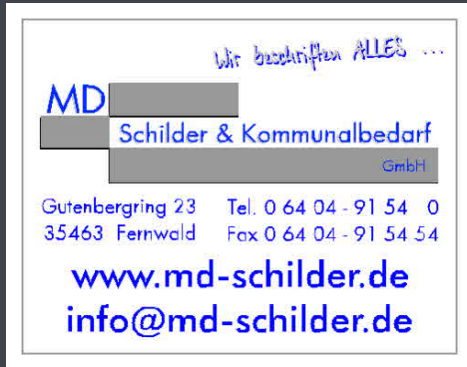 Wir beschriften ALLES ...
MD
Schilder & Kommunalbedarf
GmbH
Gutenbergring 23 Tel. 0 64 04 - 91 54 0
35463 Fernwald Fax 0 64 04 - 91 54 54
www.md-schilder.de
info@md-schilder.de